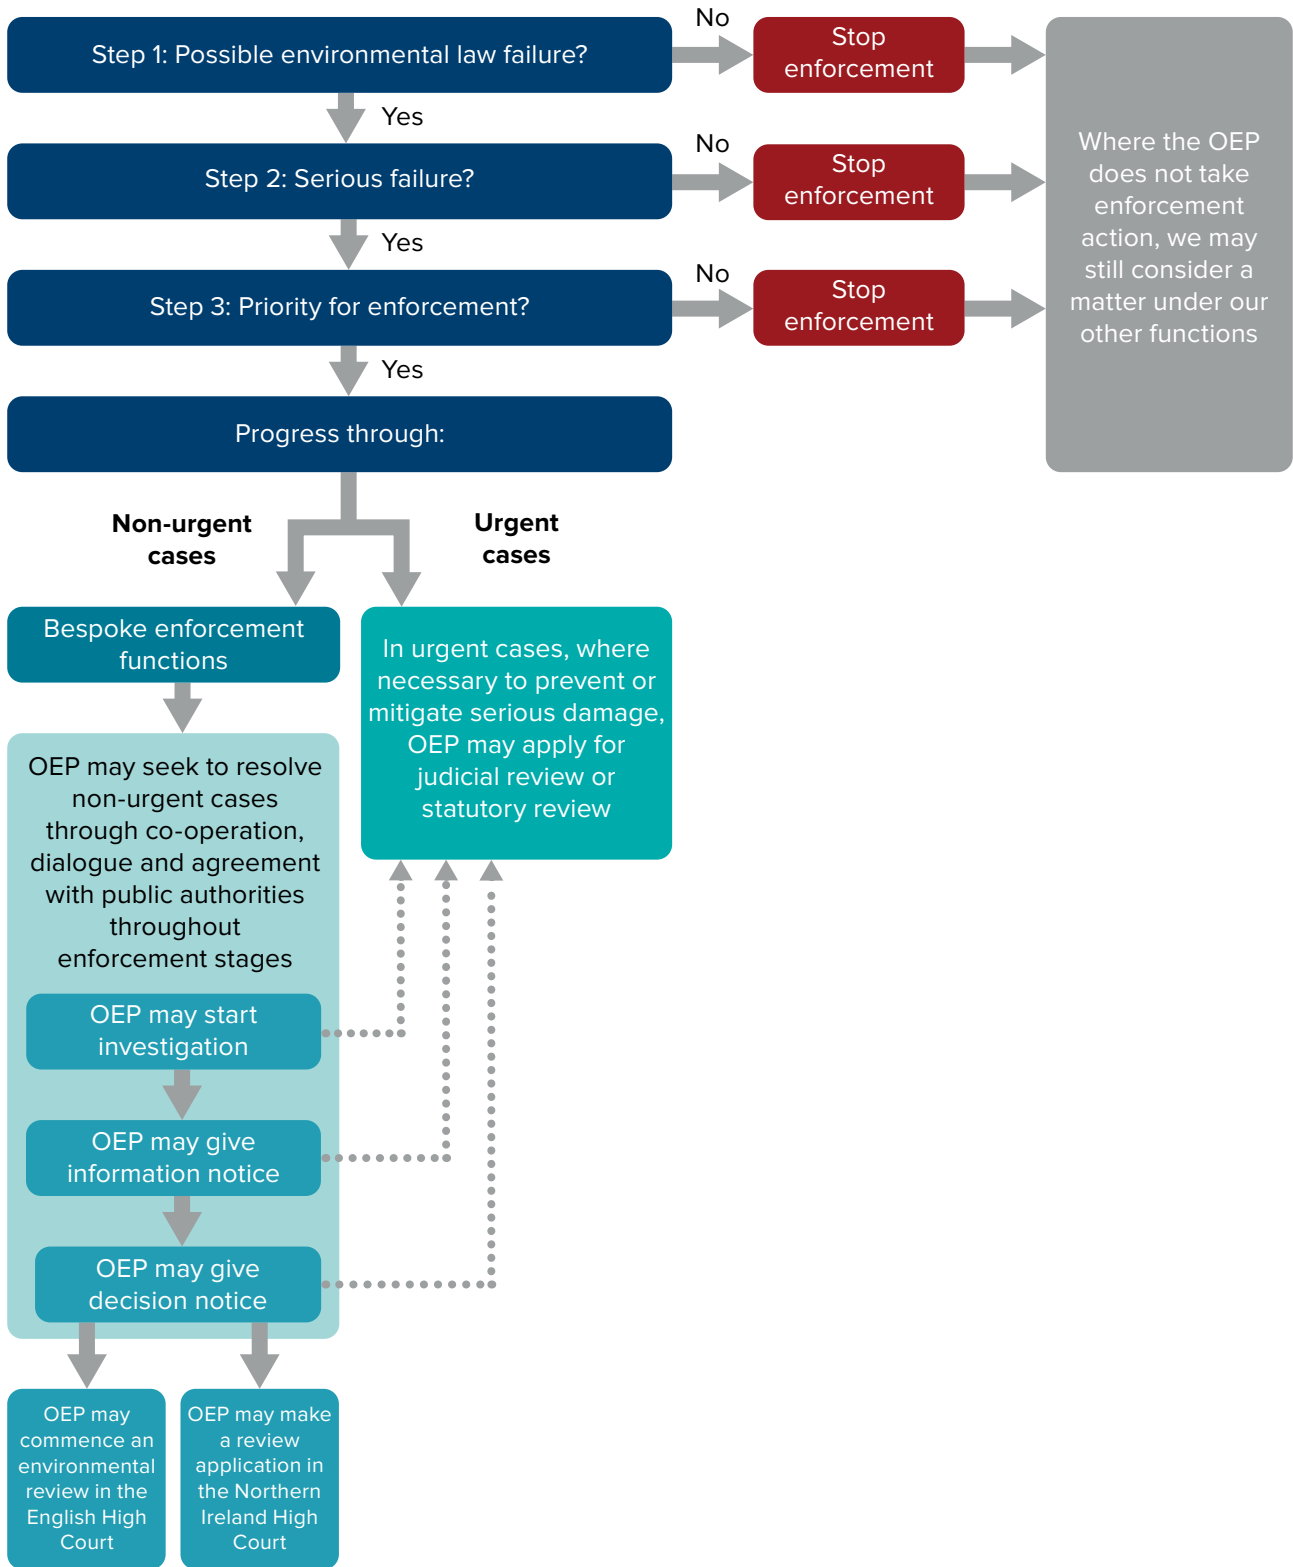 Step 1: Possible environmental law failure?
No
Stop
enforcement
Yes
Step 2: Serious failure?
No
Stop
enforcement
Yes
Step 3: Priority for enforcement?
No
Stop
enforcement
Where the OEP
does not take
enforcement
action, we may
still consider a
matter under our
other functions
Yes
Progress through:
Non-urgent
cases
Urgent
cases
Bespoke enforcement
functions
In urgent cases, where
necessary to prevent or
mitigate serious damage,
OEP may apply for
judicial review or
statutory review
OEP may seek to resolve
non-urgent cases
through co-operation,
dialogue and agreement
with public authorities
throughout
enforcement stages
OEP may start
investigation
OEP may give
information notice
OEP may give
decision notice
OEP may
commence an
environmental
review in the
English High
Court
OEP may make
a review
application in
the Northern
Ireland High
Court